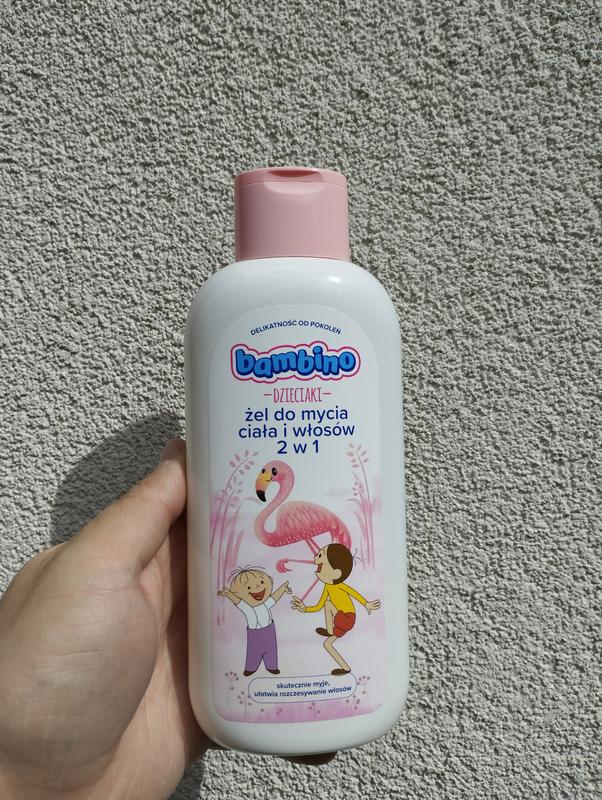 DELIKATNOŚĆ OD POKOLEŃ
bambino
—DZIECIAKI—
żel do mycia
ciała i włosów
2 w 1
skutecznie myje,
ułatwia rozczesywanie włosów